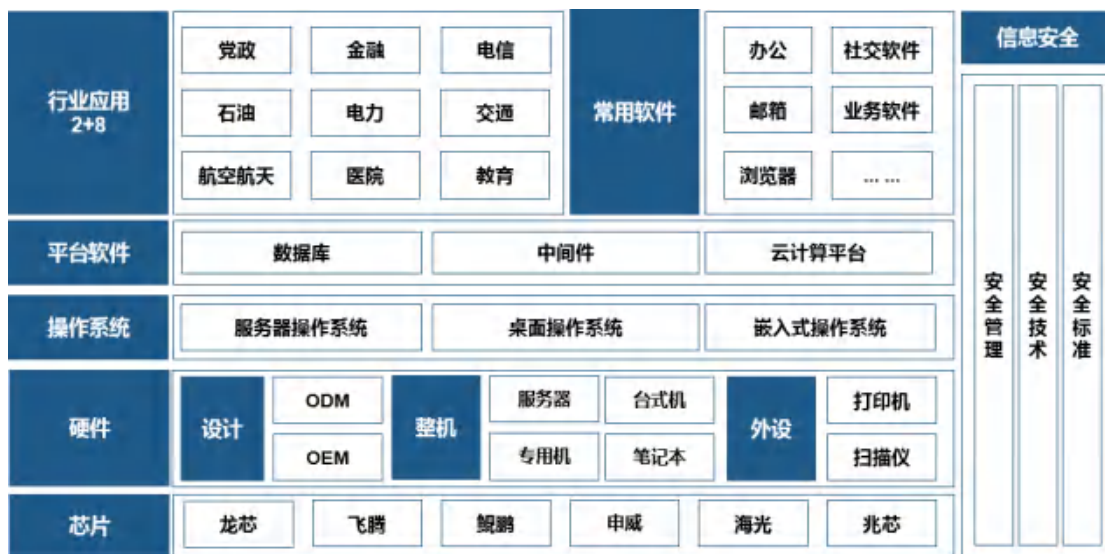 行业应用
2+8
党政
金融
电信
石油
电力
交通
航空航天
医院
教育
常用软件
办公
社交软件
邮箱
业务软件
浏览器
... ...
信息安全
安全管理
安全技术
安全标准
平台软件
数据库
中间件
云计算平台
操作系统
服务器操作系统
桌面操作系统
嵌入式操作系统
硬件
设计
ODM
OEM
整机
服务器
台式机
专用机
笔记本
外设
打印机
扫描仪
芯片
龙芯
飞腾
鲲鹏
申威
海光
兆芯